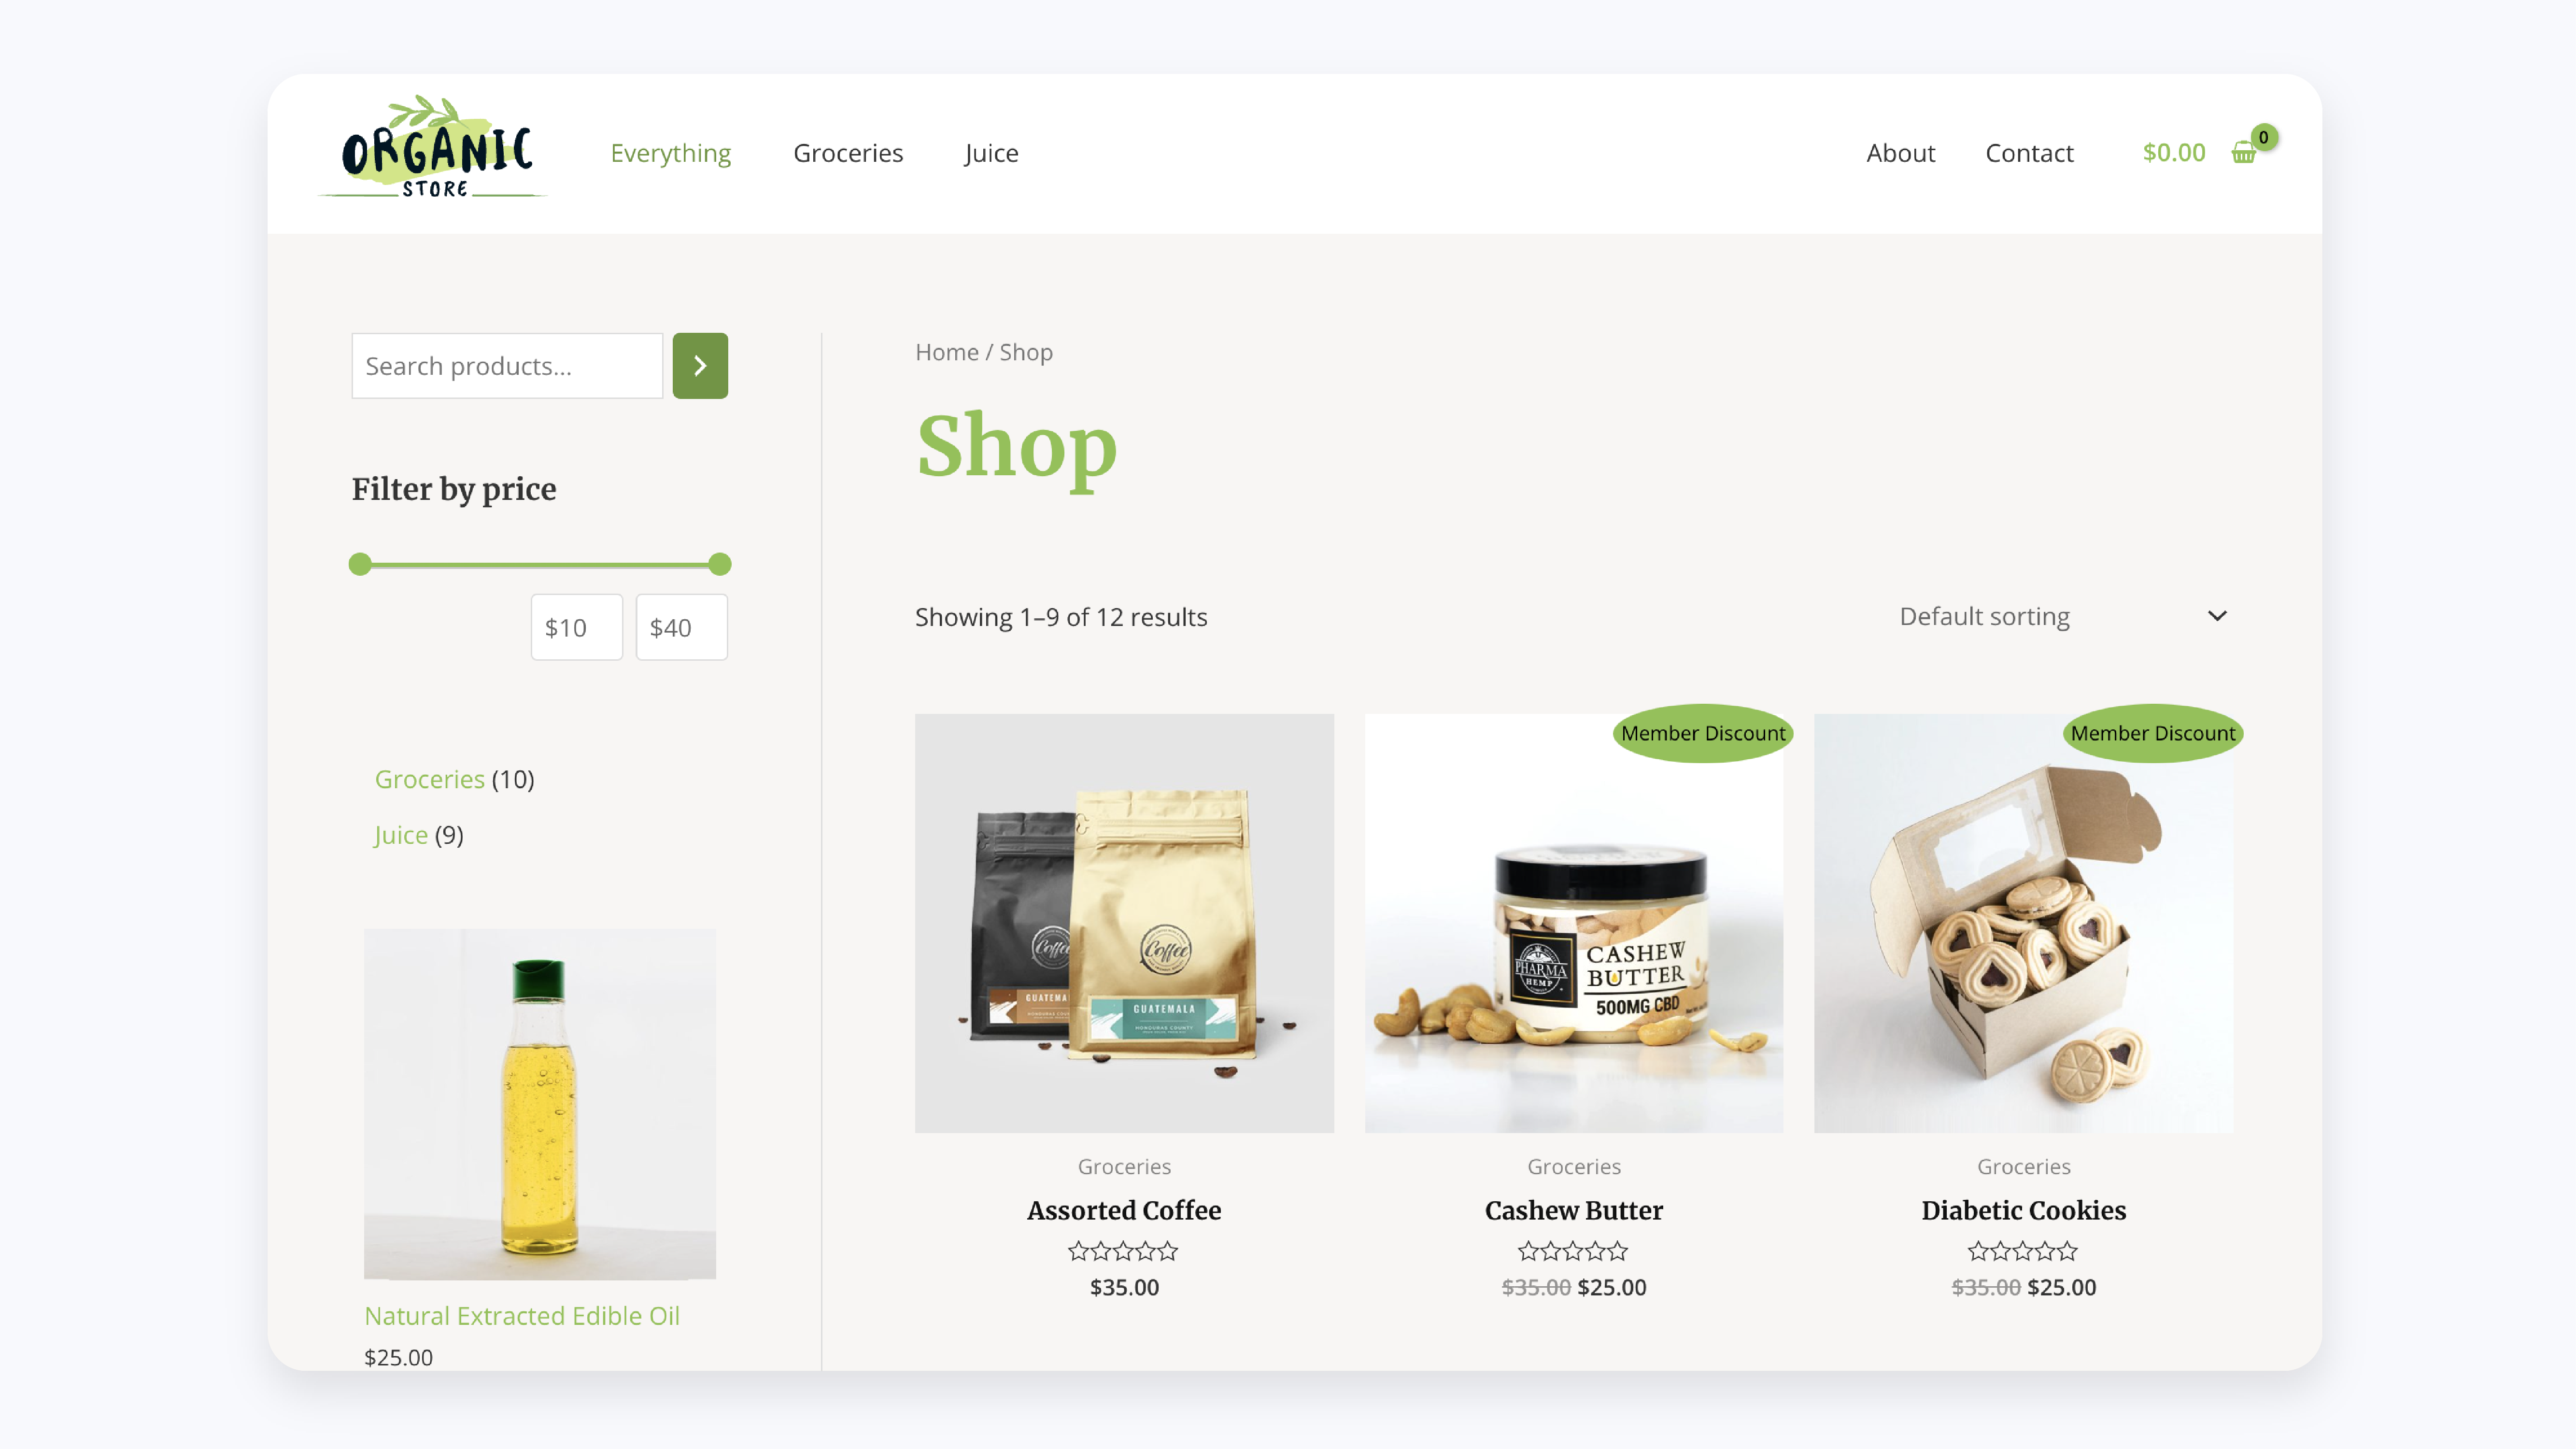 ORGANIC
STORE
Everything
Groceries
Juice
About
Contact
$0.00
0
Search products...
Filter by price
$10
$40
Groceries (10)
Juice (9)
Natural Extracted Edible Oil
$25.00
Home / Shop
Shop
Showing 1–9 of 12 results
Default sorting
Coffee
GUATEMALA
HONDURAS COUNTY
Groceries
Assorted Coffee
$35.00
Member Discount
PHARMA
HEMP
CASHEW
BUTTER
500MG CBD
Groceries
Cashew Butter
$35.00 $25.00
Member Discount
Groceries
Diabetic Cookies
$35.00 $25.00